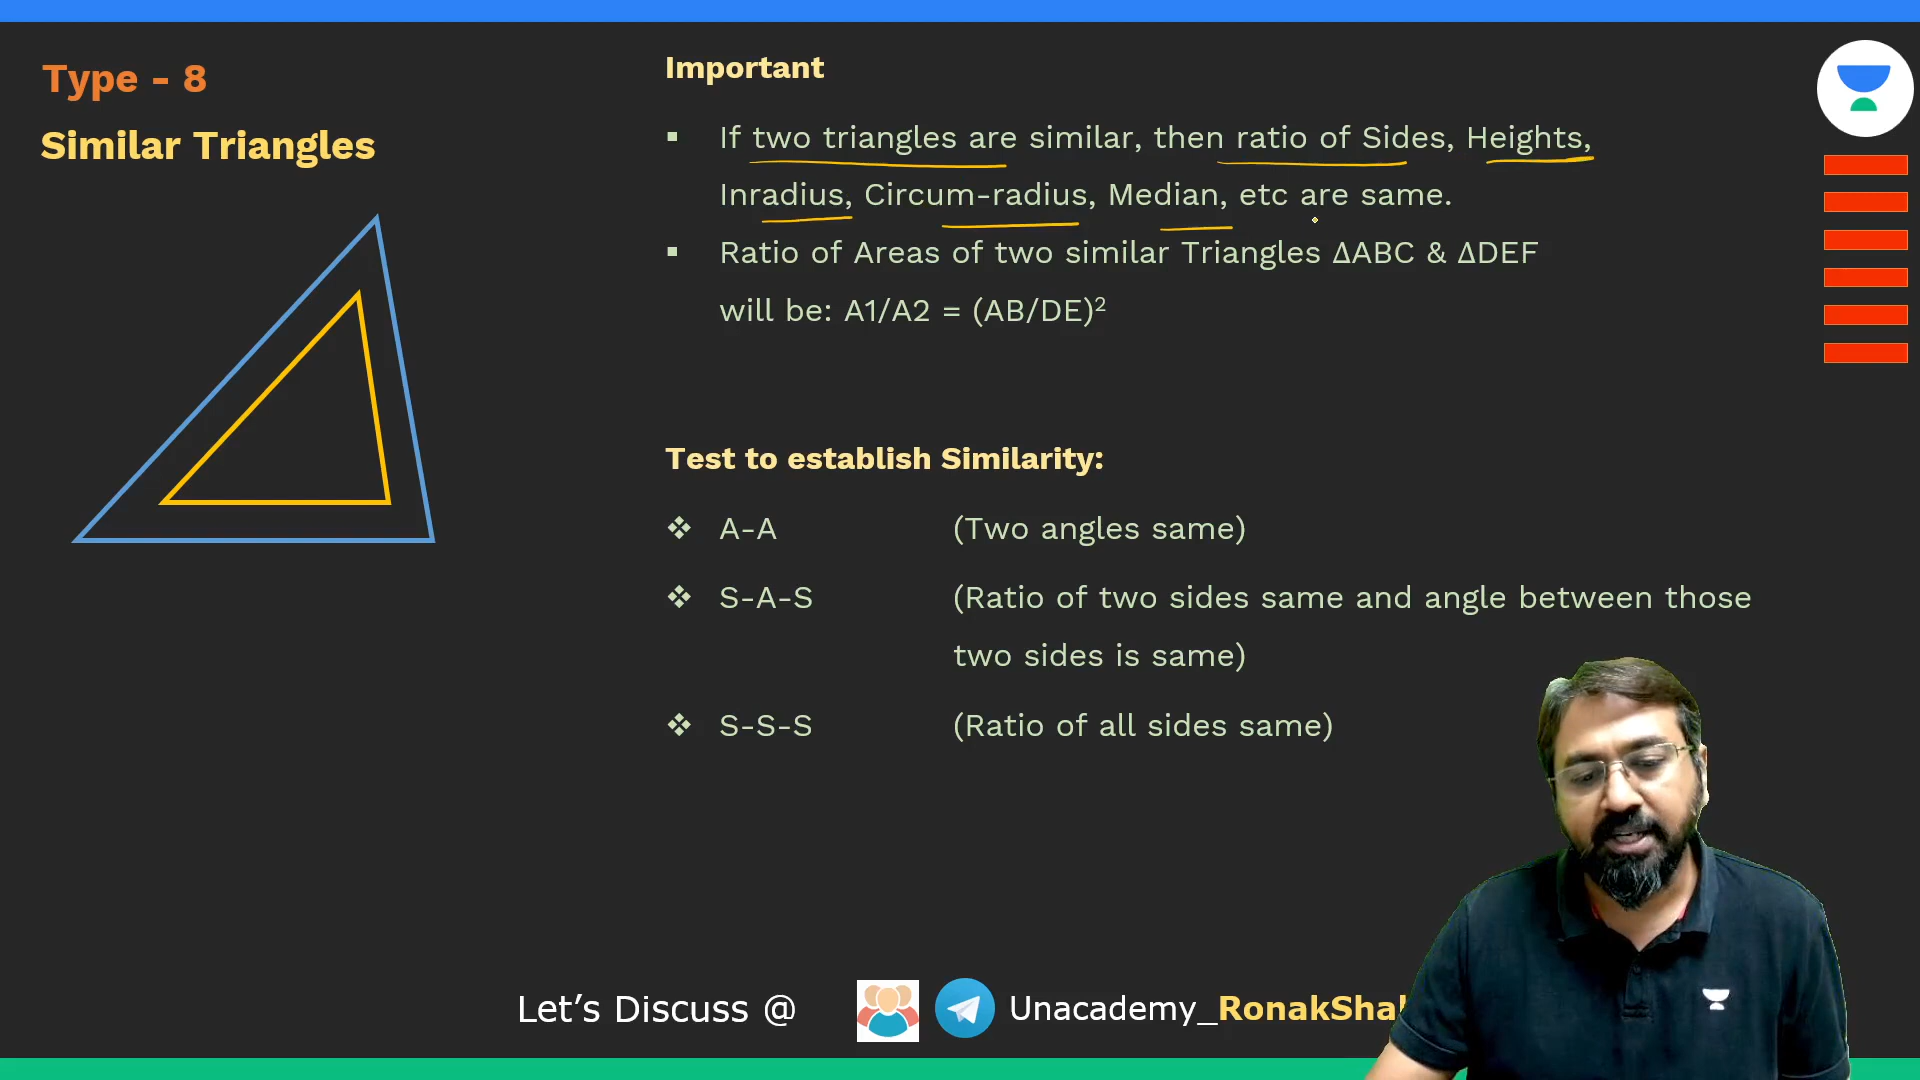 Type - 8
Similar Triangles
Important
▪ If two triangles are similar, then ratio of Sides, Heights,
Inradius, Circum-radius, Median, etc are same.
▪ Ratio of Areas of two similar Triangles ΔABC & ΔDEF
will be: A1/A2 = (AB/DE)²
Test to establish Similarity:
❖ A-A (Two angles same)
❖ S-A-S (Ratio of two sides same and angle between those
two sides is same)
❖ S-S-S (Ratio of all sides same)
Let’s Discuss @ Unacademy_RonakSha